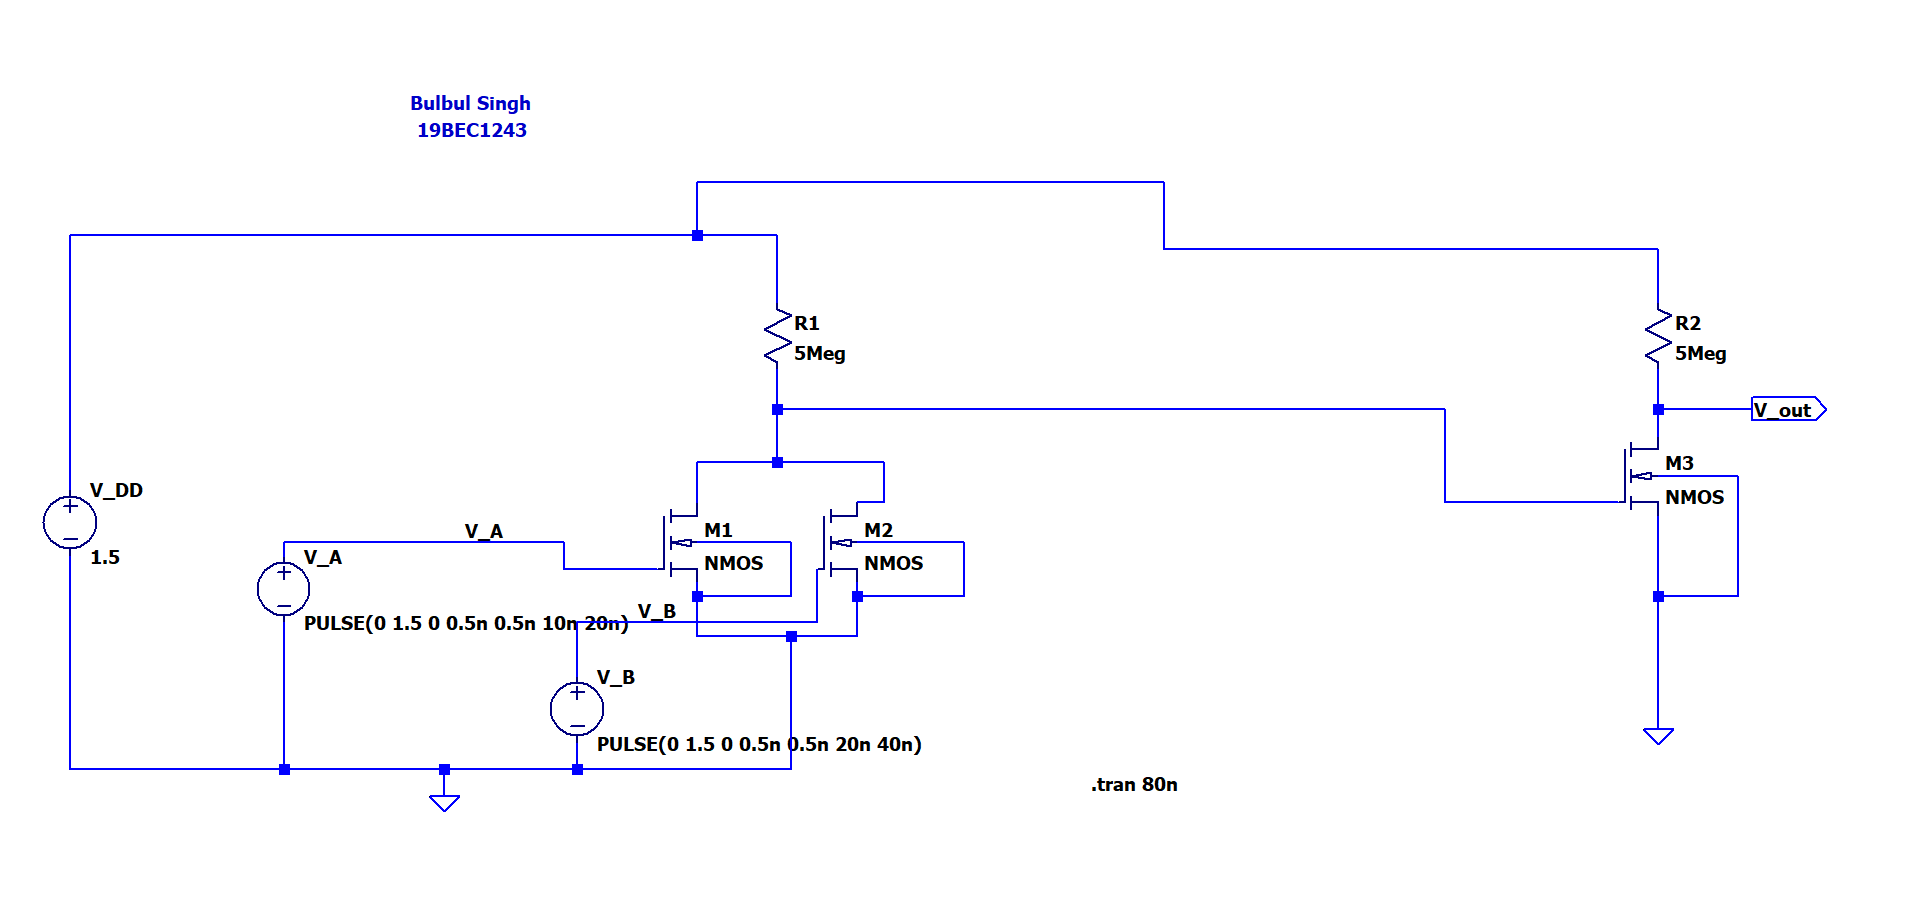 Bulbul Singh
19BEC1243
R1
5Meg
R2
5Meg
V_out
M3
NMOS
V_DD
1.5
V_A
V_A
M1
NMOS
M2
NMOS
V_B
PULSE(0 1.5 0 0.5n 0.5n 10n 20n)
V_B
PULSE(0 1.5 0 0.5n 0.5n 20n 40n)
.tran 80n